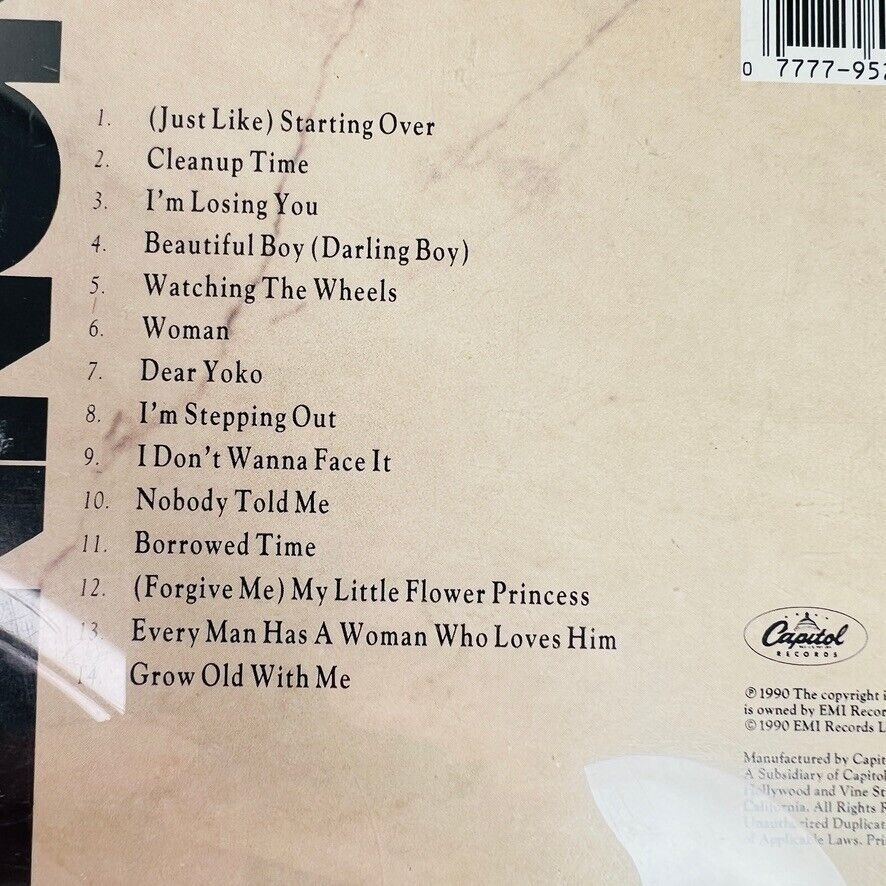 0 7777-952
1. (Just Like) Starting Over
2. Cleanup Time
3. I'm Losing You
4. Beautiful Boy (Darling Boy)
5. Watching The Wheels
6. Woman
7. Dear Yoko
8. I'm Stepping Out
9. I Don't Wanna Face It
10. Nobody Told Me
11. Borrowed Time
12. (Forgive Me) My Little Flower Princess
13. Every Man Has A Woman Who Loves Him
14. Grow Old With Me
Capitol
RECORDS
℗ 1990 The copyright i
is owned by EMI Recor
© 1990 EMI Records L
Manufactured by Capit
A Subsidiary of Capitol
Hollywood and Vine St
California. All Rights R
Unauthorized Duplicat
of Applicable Laws. Pri